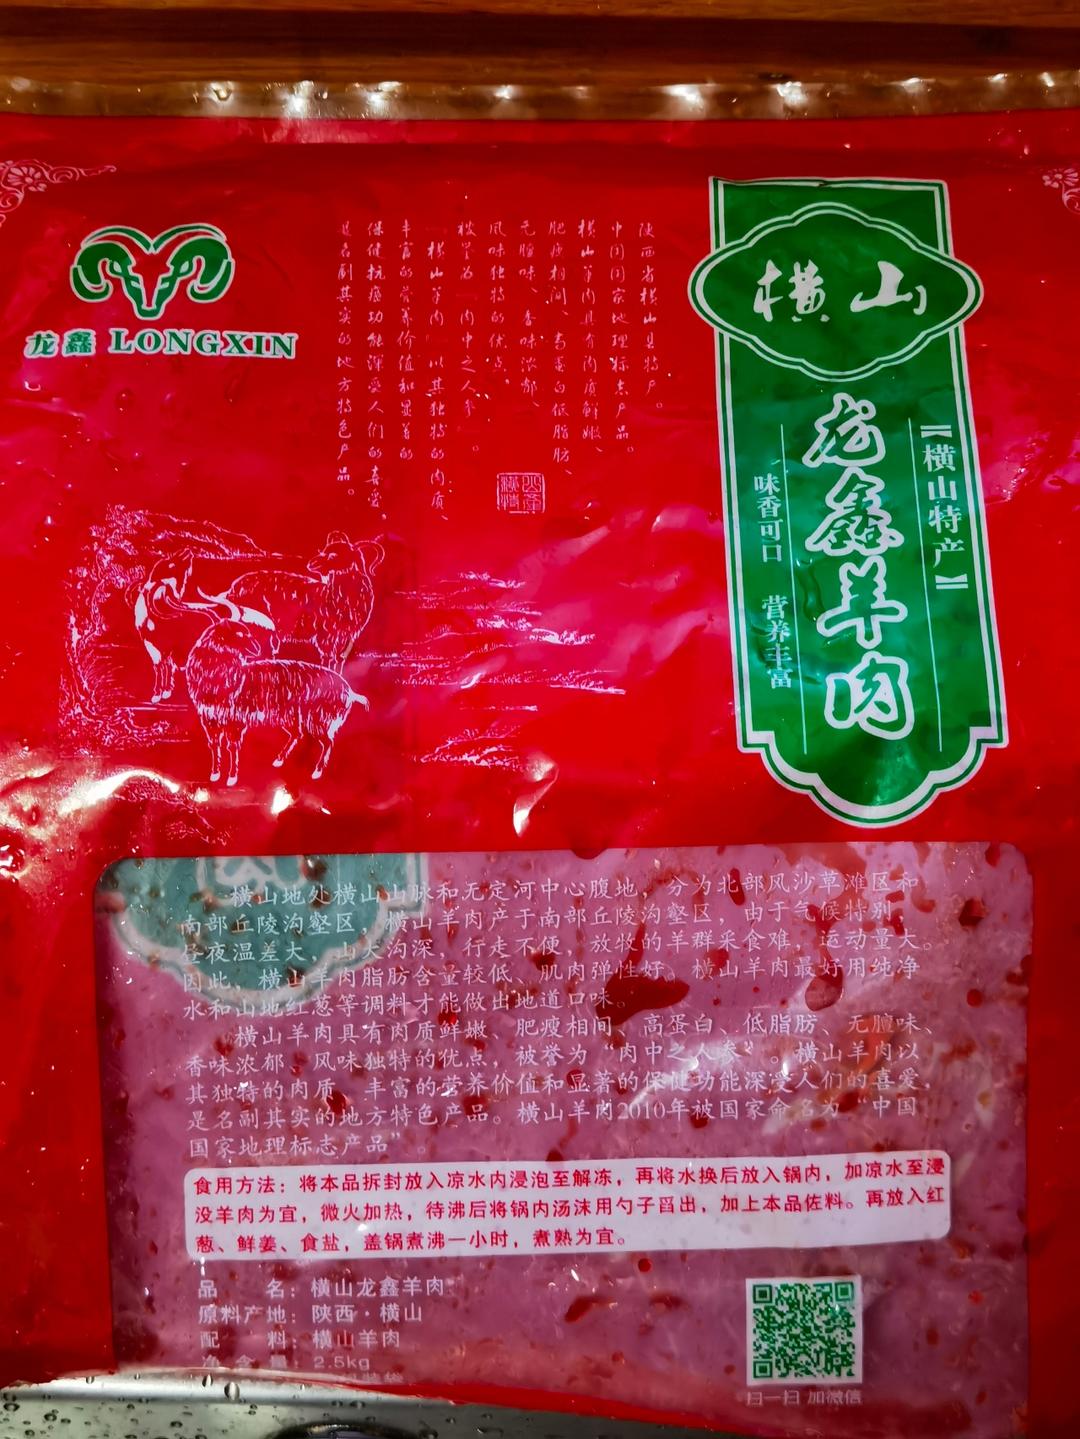 龙鑫 LONGXIN
陕西省横山县特产。
中国国家地理标志产品。
横山羊肉具有肉质鲜嫩、
肥瘦相间、高蛋白低脂肪、
无膻味、香味浓郁、
风味独特的优点。
被誉为“肉中之人参”。
“横山羊肉”以其独特的肉质、
丰富的营养价值和显著的
保健抗癌功能深受人们的喜爱,
是名副其实的地方特色产品。
横山
【横山特产】
龙鑫羊肉
味香可口 营养丰富
横山地处横山山脉和无定河中心腹地，分为北部风沙草滩区和
南部丘陵沟壑区，横山羊肉产于南部丘陵沟壑区，由于气候特别，
昼夜温差大，山大沟深，行走不便，放牧的羊群采食难，运动量大。
因此，横山羊肉脂肪含量较低、肌肉弹性好。横山羊肉最好用纯净
水和山地红葱等调料才能做出地道口味。
横山羊肉具有肉质鲜嫩、肥瘦相间、高蛋白、低脂肪、无膻味、
香味浓郁、风味独特的优点，被誉为“肉中之人参”。横山羊肉以
其独特的肉质、丰富的营养价值和显著的保健功能深受人们的喜爱，
是名副其实的地方特色产品。横山羊肉2010年被国家命名为“中国
国家地理标志产品”。
食用方法：将本品拆封放入凉水内浸泡至解冻，再将水换后放入锅内，加凉水至浸
没羊肉为宜，微火加热，待沸后将锅内汤沫用勺子舀出，加上本品佐料。再放入红
葱、鲜姜、食盐，盖锅煮沸一小时，煮熟为宜。
品 名：横山龙鑫羊肉
原料产地：陕西·横山
配 料：横山羊肉
净 含 量：2.5kg
扫一扫 加微信